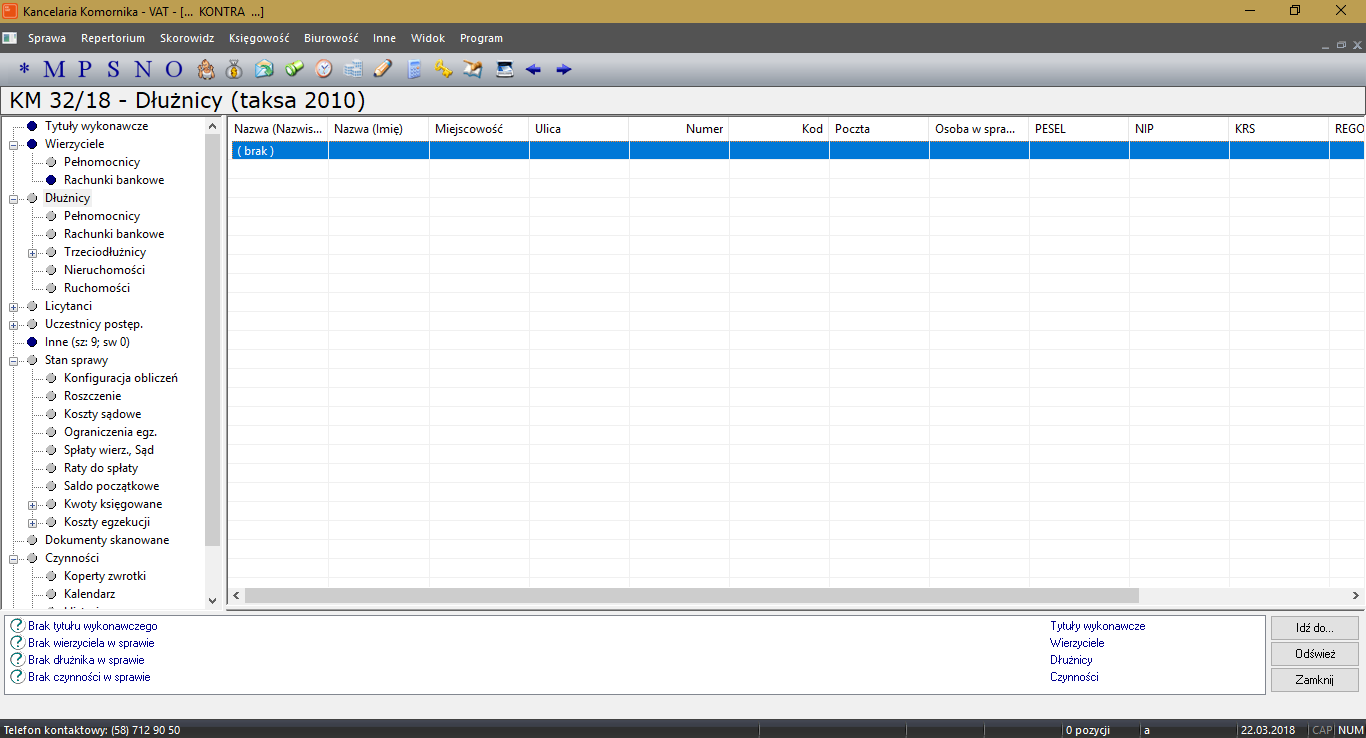 Kancelaria Komornika - VAT - [... KONTRA ...]
Sprawa Repertorium Skorowidz Księgowość Biurowość Inne Widok Program
* M P S N O
KM 32/18 - Dłużnicy (taksa 2010)
Tytuły wykonawcze
Wierzyciele
Pełnomocnicy
Rachunki bankowe
Dłużnicy
Pełnomocnicy
Rachunki bankowe
Trzeciodłużnicy
Nieruchomości
Ruchomości
Licytanci
Uczestnicy postęp.
Inne (sz: 9; sw 0)
Stan sprawy
Konfiguracja obliczeń
Roszczenie
Koszty sądowe
Ograniczenia egz.
Spłaty wierz., Sąd
Raty do spłaty
Saldo początkowe
Kwoty księgowane
Koszty egzekucji
Dokumenty skanowane
Czynności
Koperty zwrotki
Kalendarz
Nazwa (Nazwis... Nazwa (Imię) Miejscowość Ulica Numer Kod Poczta Osoba w spra... PESEL NIP KRS REGO
( brak )
Brak tytułu wykonawczego Tytuły wykonawcze
Brak wierzyciela w sprawie Wierzyciele
Brak dłużnika w sprawie Dłużnicy
Brak czynności w sprawie Czynności
Idź do...
Odśwież
Zamknij
Telefon kontaktowy: (58) 712 90 50 0 pozycji a 22.03.2018 CAP NUM